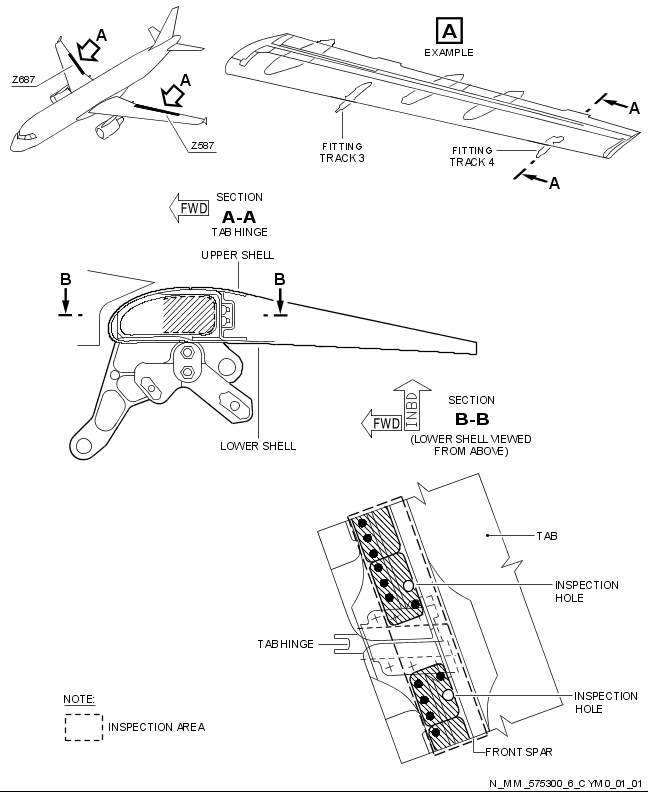 A
Z687
A
Z587
A
EXAMPLE
A
FITTING
TRACK 3
FITTING
TRACK 4
A
FWD
SECTION
A-A
TAB HINGE
UPPER SHELL
B
B
LOWER SHELL
INBD
FWD
SECTION
B-B
(LOWER SHELL VIEWED
FROM ABOVE)
TAB
INSPECTION
HOLE
TAB HINGE
INSPECTION
HOLE
NOTE:
INSPECTION AREA
FRONT SPAR
N_MM_575300_6_CYM0_01_01